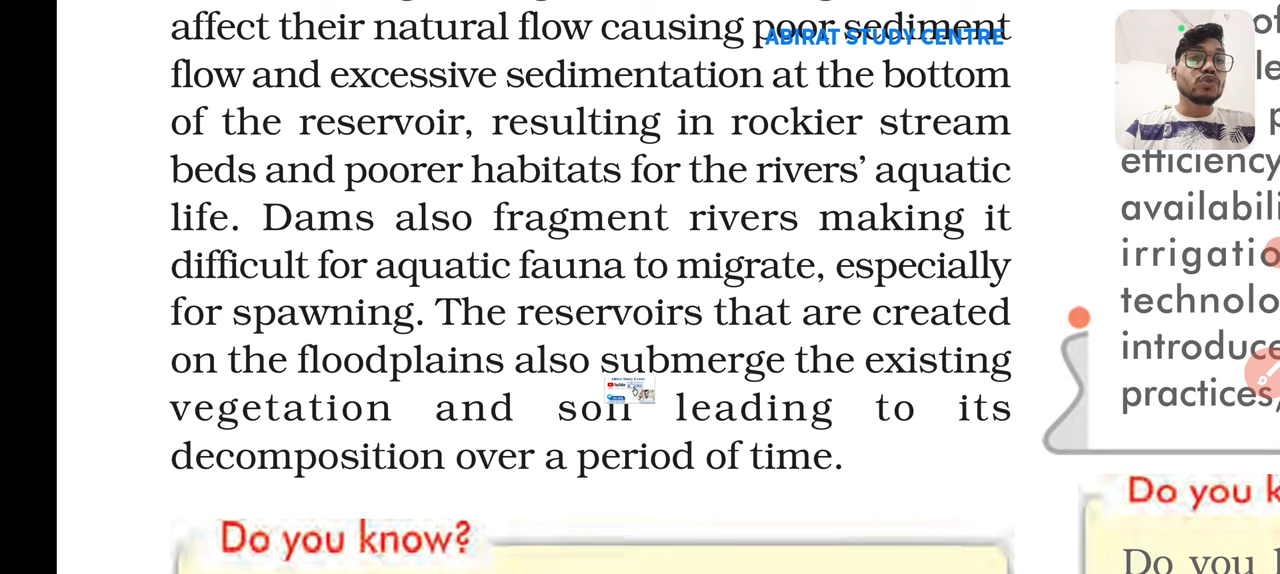 affect their natural flow causing poor sediment
ABIRAT STUDY CENTRE
flow and excessive sedimentation at the bottom
of the reservoir, resulting in rockier stream
beds and poorer habitats for the rivers' aquatic
life. Dams also fragment rivers making it
difficult for aquatic fauna to migrate, especially
for spawning. The reservoirs that are created
on the floodplains also submerge the existing
vegetation and soil leading to its
decomposition over a period of time.
Do you know?
efficiency
availabili
irrigatio
technolo
introduce
practices,
Do you k
Do you